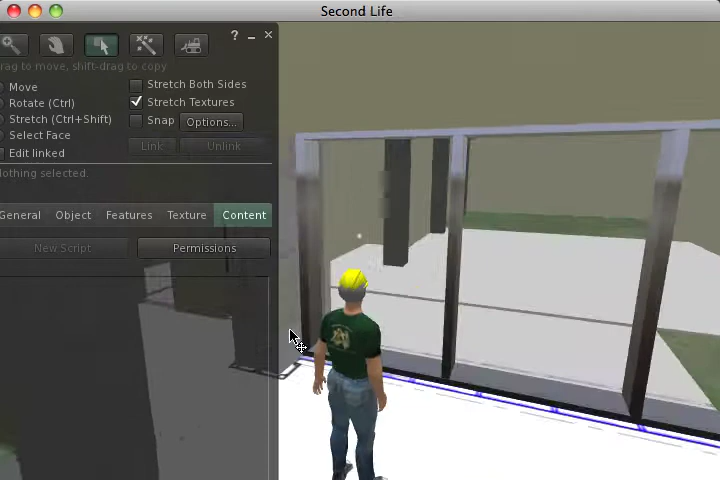 Second Life
?
rag to move, shift-drag to copy
Move
Rotate (Ctrl)
Stretch (Ctrl+Shift)
Select Face
Edit linked
Stretch Both Sides
Stretch Textures
Snap
Options...
Link
Unlink
lothing selected.
General Object Features Texture Content
New Script Permissions